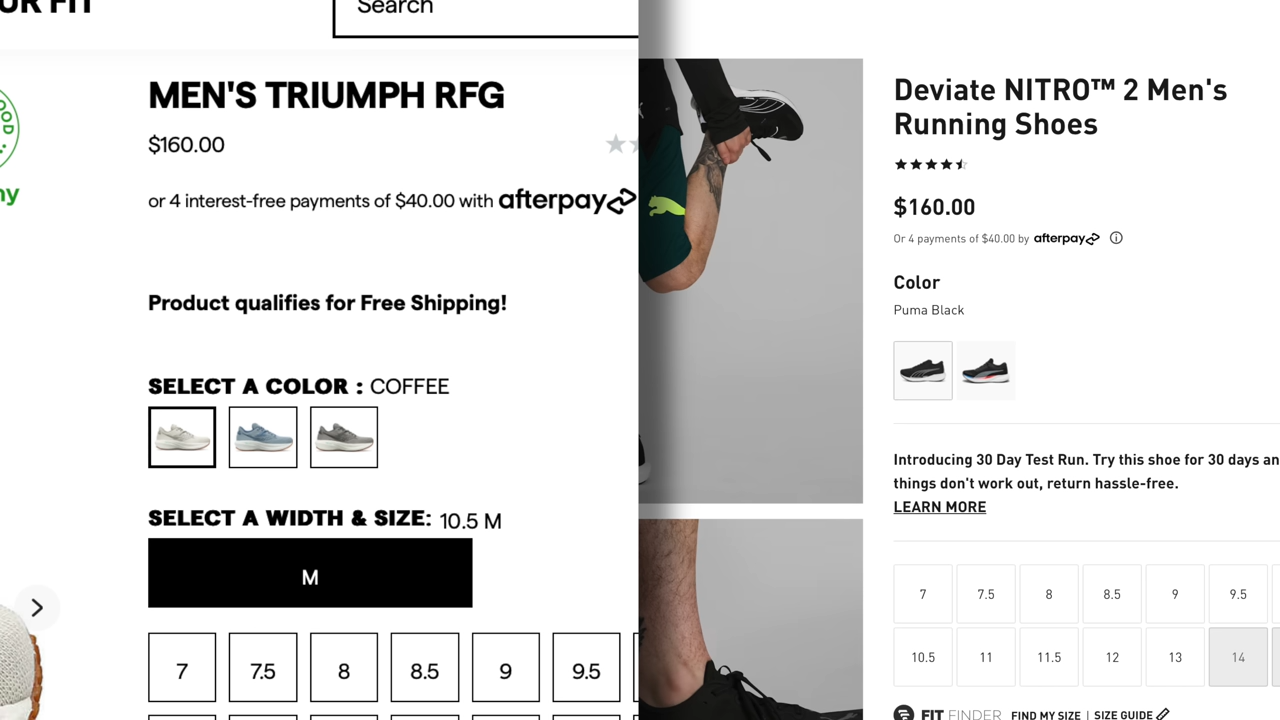 UR FIT
Search
OOD
ny
MEN'S TRIUMPH RFG
$160.00
or 4 interest-free payments of $40.00 with afterpay
Product qualifies for Free Shipping!
SELECT A COLOR : COFFEE
SELECT A WIDTH & SIZE: 10.5 M
M
7 7.5 8 8.5 9 9.5
Deviate NITRO™ 2 Men's
Running Shoes
$160.00
Or 4 payments of $40.00 by afterpay
Color
Puma Black
Introducing 30 Day Test Run. Try this shoe for 30 days an
things don't work out, return hassle-free.
LEARN MORE
7 7.5 8 8.5 9 9.5
10.5 11 11.5 12 13 14
FIT FINDER FIND MY SIZE | SIZE GUIDE